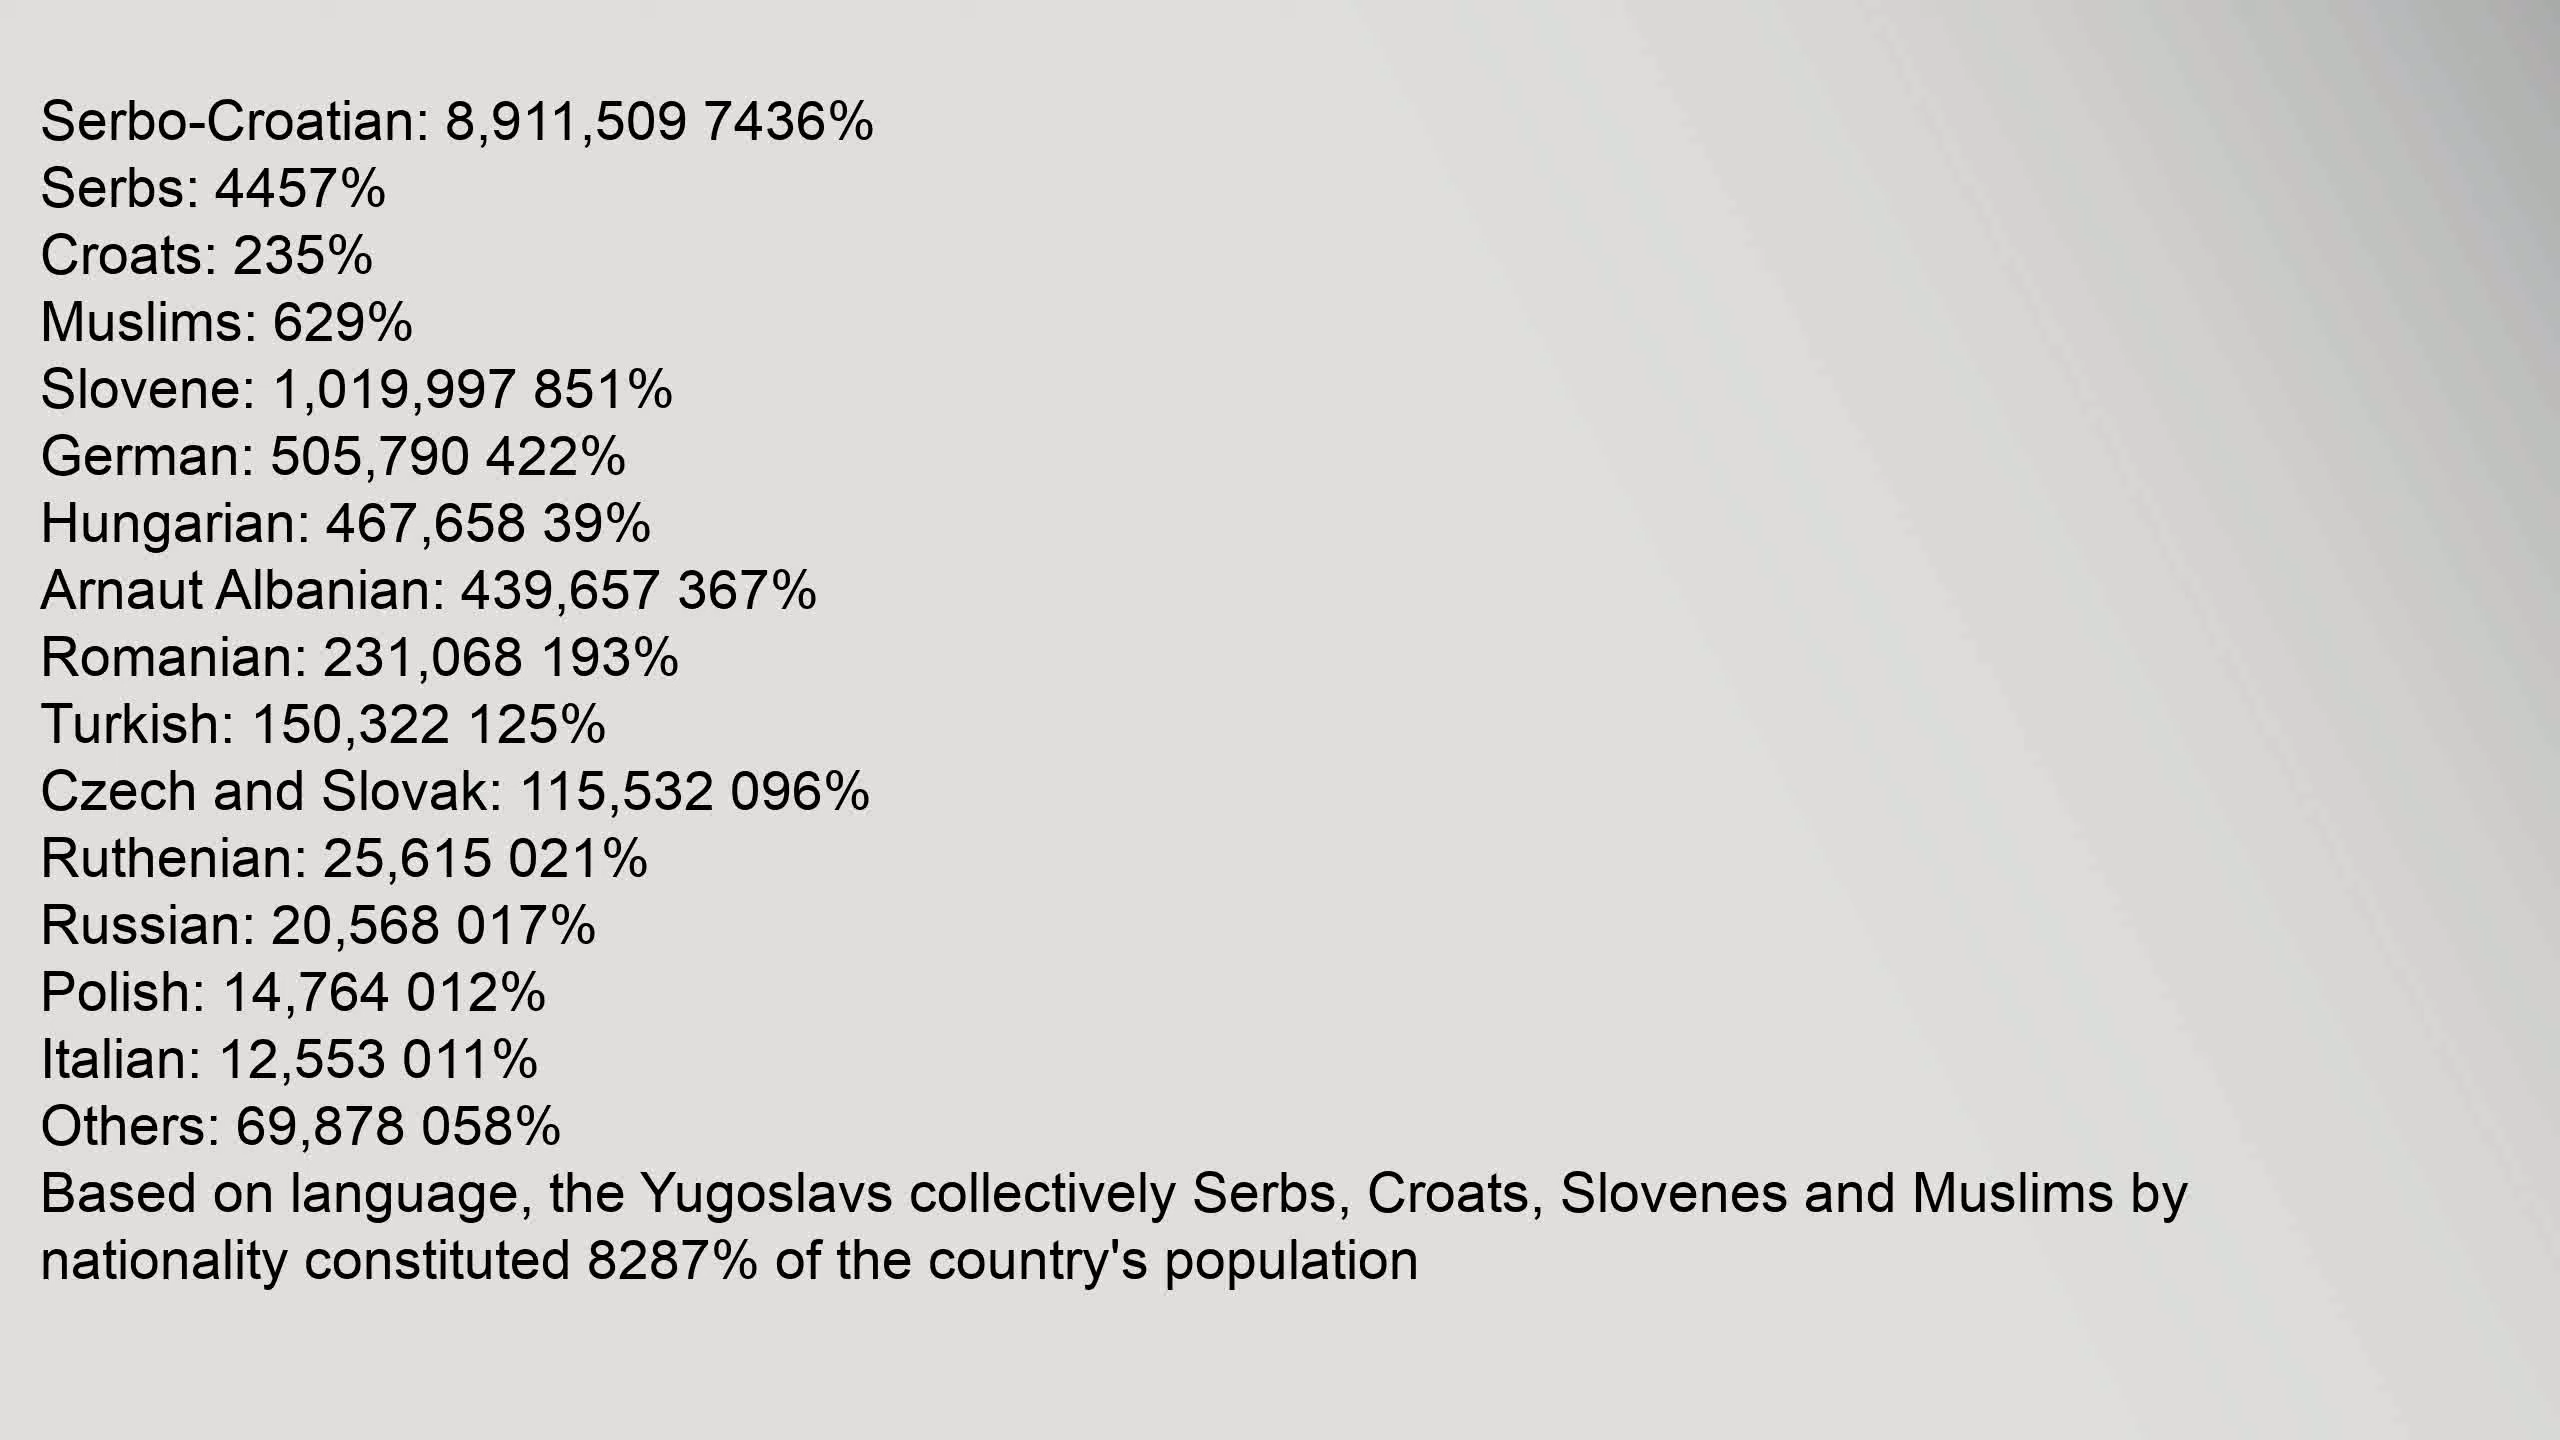 Serbo-Croatian: 8,911,509 7436%
Serbs: 4457%
Croats: 235%
Muslims: 629%
Slovene: 1,019,997 851%
German: 505,790 422%
Hungarian: 467,658 39%
Arnaut Albanian: 439,657 367%
Romanian: 231,068 193%
Turkish: 150,322 125%
Czech and Slovak: 115,532 096%
Ruthenian: 25,615 021%
Russian: 20,568 017%
Polish: 14,764 012%
Italian: 12,553 011%
Others: 69,878 058%
Based on language, the Yugoslavs collectively Serbs, Croats, Slovenes and Muslims by
nationality constituted 8287% of the country's population